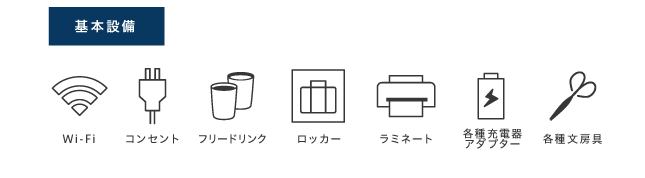 基本設備
Wi-Fi
コンセント
フリードリンク
ロッカー
ラミネート
各種充電器
アダプター
各種文房具